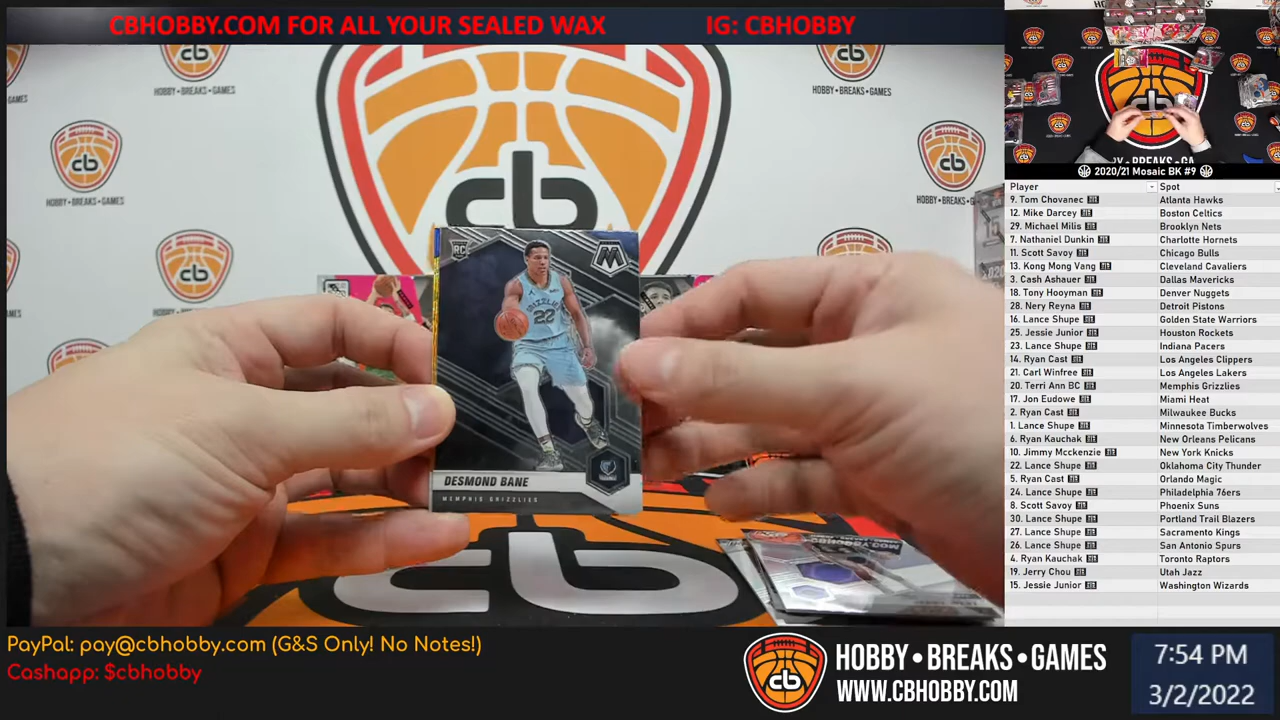 CBHOBBY.COM FOR ALL YOUR SEALED WAX
IG: CBHOBBY
cb
HOBBY • BREAKS • GAMES
RC
GRIZZLIES
22
DESMOND BANE
MEMPHIS GRIZZLIES
2020/21 Mosaic BK #9
Player Spot
9. Tom Chovanec Atlanta Hawks
12. Mike Darcey Boston Celtics
29. Michael Milis Brooklyn Nets
7. Nathaniel Dunkin Charlotte Hornets
11. Scott Savoy Chicago Bulls
13. Kong Mong Vang Cleveland Cavaliers
3. Cash Ashauer Dallas Mavericks
18. Tony Hooyman Denver Nuggets
28. Nery Reyna Detroit Pistons
16. Lance Shupe Golden State Warriors
25. Jessie Junior Houston Rockets
23. Lance Shupe Indiana Pacers
14. Ryan Cast Los Angeles Clippers
21. Carl Winfree Los Angeles Lakers
20. Terri Ann BC Memphis Grizzlies
17. Jon Eudowe Miami Heat
2. Ryan Cast Milwaukee Bucks
1. Lance Shupe Minnesota Timberwolves
6. Ryan Kauchak New Orleans Pelicans
10. Jimmy Mcckenzie New York Knicks
22. Lance Shupe Oklahoma City Thunder
5. Ryan Cast Orlando Magic
24. Lance Shupe Philadelphia 76ers
8. Scott Savoy Phoenix Suns
30. Lance Shupe Portland Trail Blazers
27. Lance Shupe Sacramento Kings
26. Lance Shupe San Antonio Spurs
4. Ryan Kauchak Toronto Raptors
19. Jerry Chou Utah Jazz
15. Jessie Junior Washington Wizards
PayPal: pay@cbhobby.com (G&S Only! No Notes!)
Cashapp: $cbhobby
cb
HOBBY • BREAKS • GAMES
WWW.CBHOBBY.COM
7:54 PM
3/2/2022